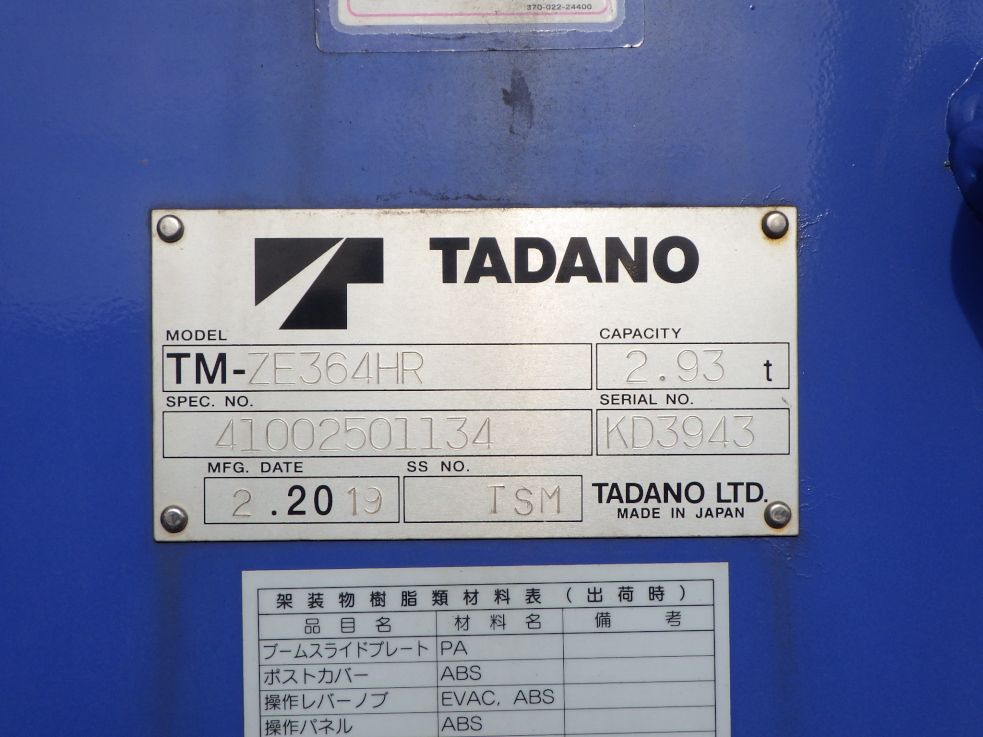 370-022-24400
TADANO
MODEL
CAPACITY
TM-ZE364HR
2.93 t
SPEC. NO.
SERIAL NO.
41002501134
KD3943
MFG. DATE
SS NO.
2 .2019
TSM
TADANO LTD.
MADE IN JAPAN
架装物樹脂類材料表(出荷時)
品目名 材料名 備考
ブームスライドプレート PA
ポストカバー ABS
操作レバーノブ EVAC, ABS
操作パネル ABS